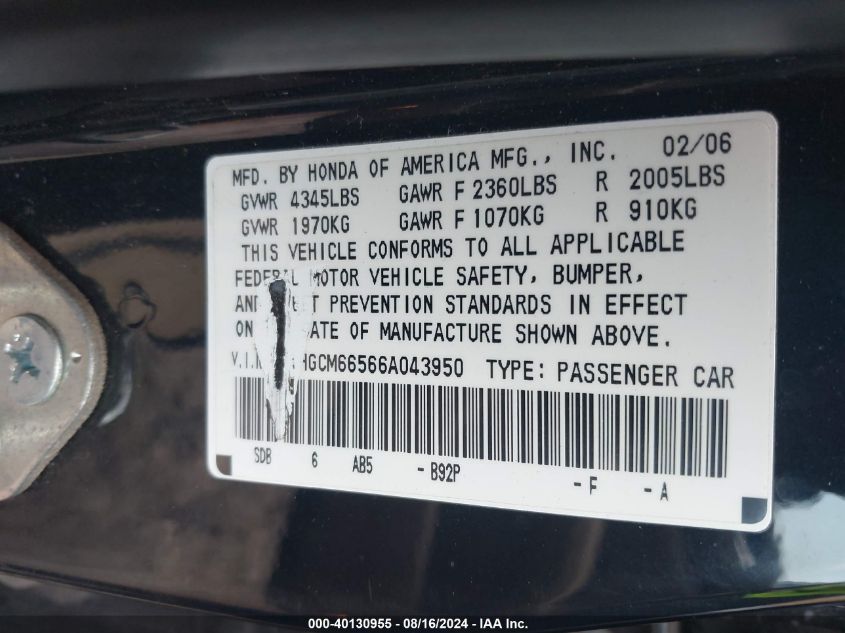 MFD. BY HONDA OF AMERICA MFG., INC. 02/06
GVWR 4345LBS GAWR F 2360LBS R 2005LBS
GVWR 1970KG GAWR F 1070KG R 910KG
THIS VEHICLE CONFORMS TO ALL APPLICABLE
MOTOR VEHICLE SAFETY, BUMPER,
PREVENTION STANDARDS IN EFFECT
ON OF MANUFACTURE SHOWN ABOVE.
HGCM66566A043950 TYPE: PASSENGER CAR
SDB 6 AB5 - B92P - F - A
000-40130955 - 08/16/2024 - IAA Inc.